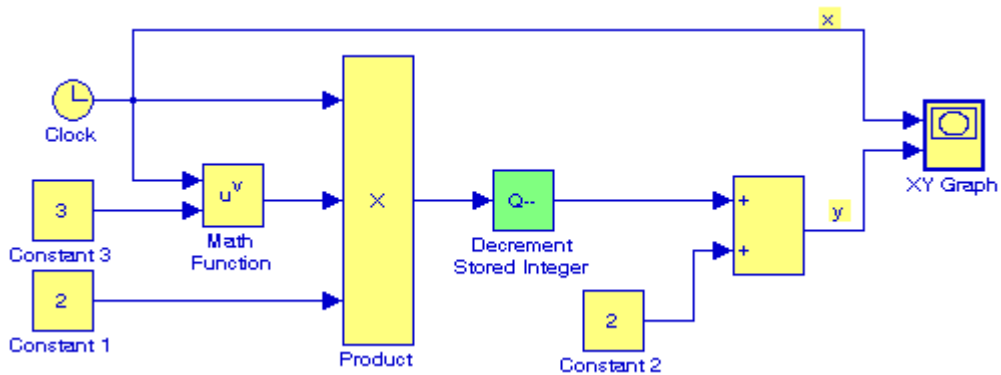 x
Clock
3
Constant 3
u^v
Math
Function
2
Constant 1
X
Product
Q--
Decrement
Stored Integer
2
Constant 2
+
+
y
XY Graph